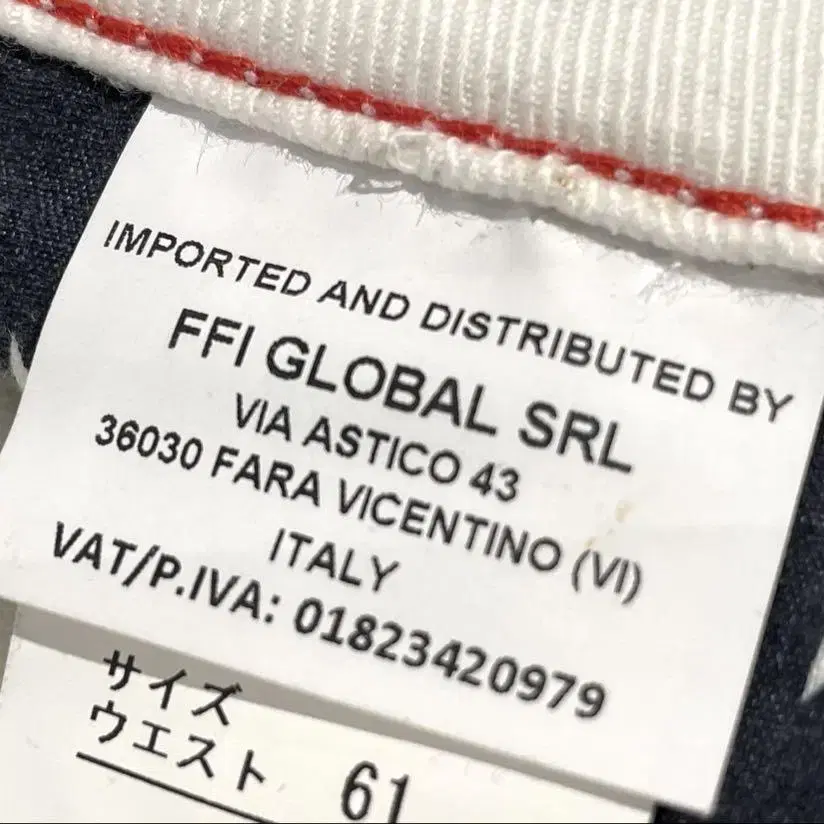 IMPORTED AND DISTRIBUTED BY
FFI GLOBAL SRL
VIA ASTICO 43
36030 FARA VICENTINO (VI)
ITALY
VAT/P.IVA: 01823420979
サイズ
ウエスト 61